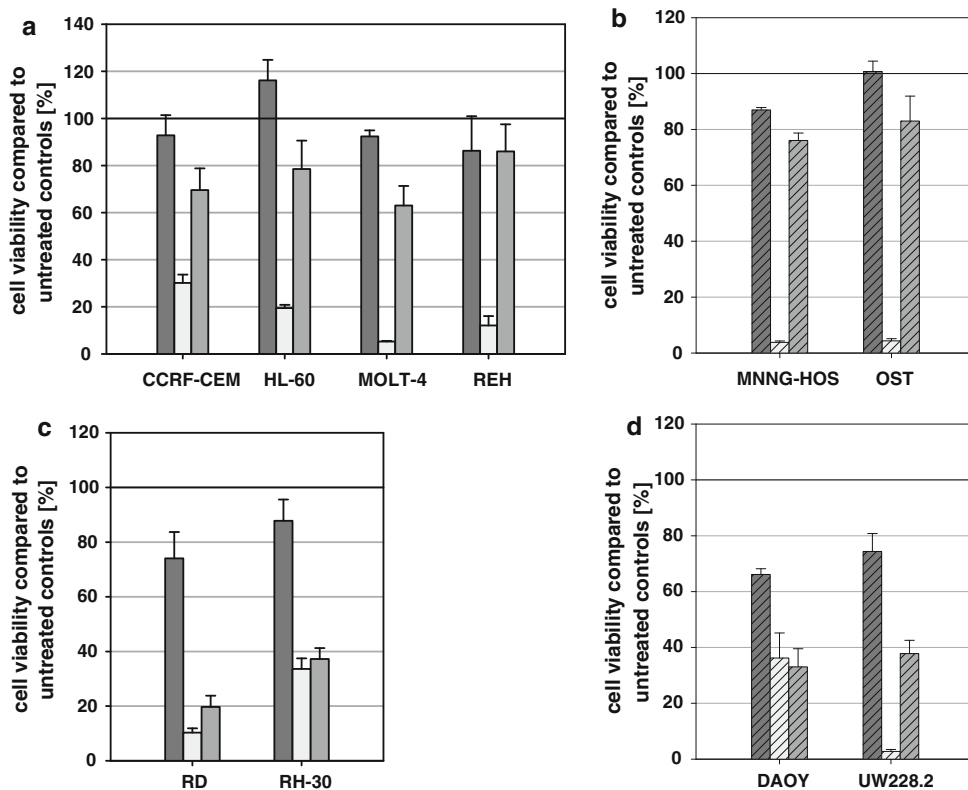 a
cell viability compared to
untreated controls [%]
140
120
100
80
60
40
20
0
CCRF-CEM HL-60 MOLT-4 REH
b
cell viability compared to
untreated controls [%]
120
100
80
60
40
20
0
MNNG-HOS OST
c
cell viability compared to
untreated controls [%]
120
100
80
60
40
20
0
RD RH-30
d
cell viability compared to
untreated controls [%]
120
100
80
60
40
20
0
DAOY UW228.2